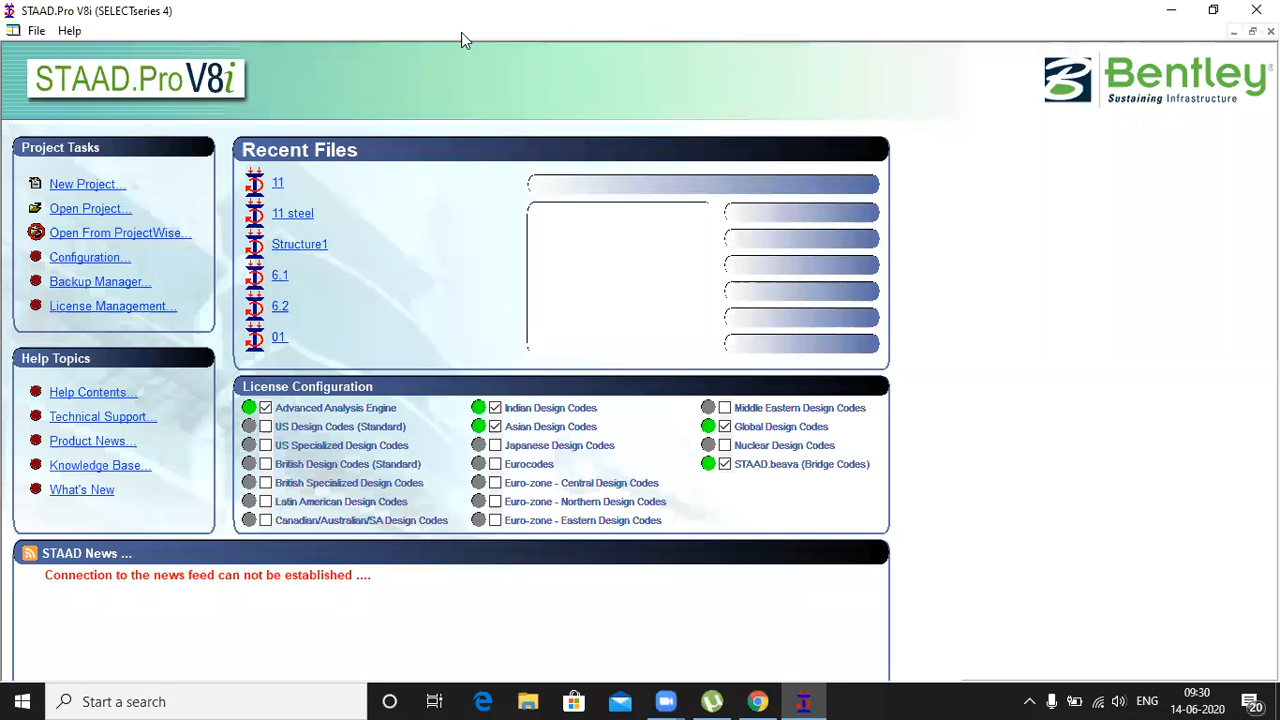 STAAD.Pro V8i (SELECTseries 4)
File Help
STAAD.Pro V8i
Bentley®
Sustaining Infrastructure
Project Tasks
New Project...
Open Project...
Open From ProjectWise...
Configuration...
Backup Manager...
License Management...
Recent Files
11
11 steel
Structure1
6.1
6.2
01
Help Topics
Help Contents...
Technical Support...
Product News...
Knowledge Base...
What's New
License Configuration
Advanced Analysis Engine
US Design Codes (Standard)
US Specialized Design Codes
British Design Codes (Standard)
British Specialized Design Codes
Latin American Design Codes
Canadian/Australian/SA Design Codes
Indian Design Codes
Asian Design Codes
Japanese Design Codes
Eurocodes
Euro-zone - Central Design Codes
Euro-zone - Northern Design Codes
Euro-zone - Eastern Design Codes
Middle Eastern Design Codes
Global Design Codes
Nuclear Design Codes
STAAD.beava (Bridge Codes)
STAAD News ...
Connection to the news feed can not be established ....
Start a search
ENG
09:30
14-06-2020
20